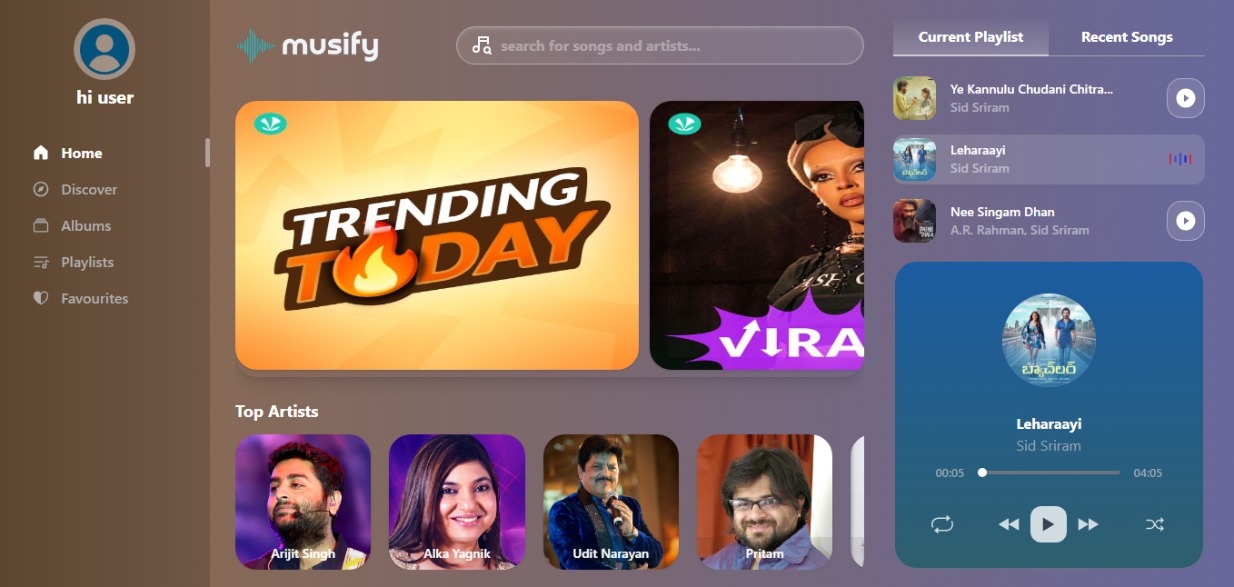 hi user
Home
Discover
Albums
Playlists
Favourites
musify
search for songs and artists...
TRENDING
TODAY
VIRA
Top Artists
Arijit Singh
Alka Yagnik
Udit Narayan
Pritam
Current Playlist
Recent Songs
Ye Kannulu Chudani Chitra...
Sid Sriram
Leharaayi
Sid Sriram
Nee Singam Dhan
A.R. Rahman, Sid Sriram
బ్యాచిలర్
Leharaayi
Sid Sriram
00:05
04:05